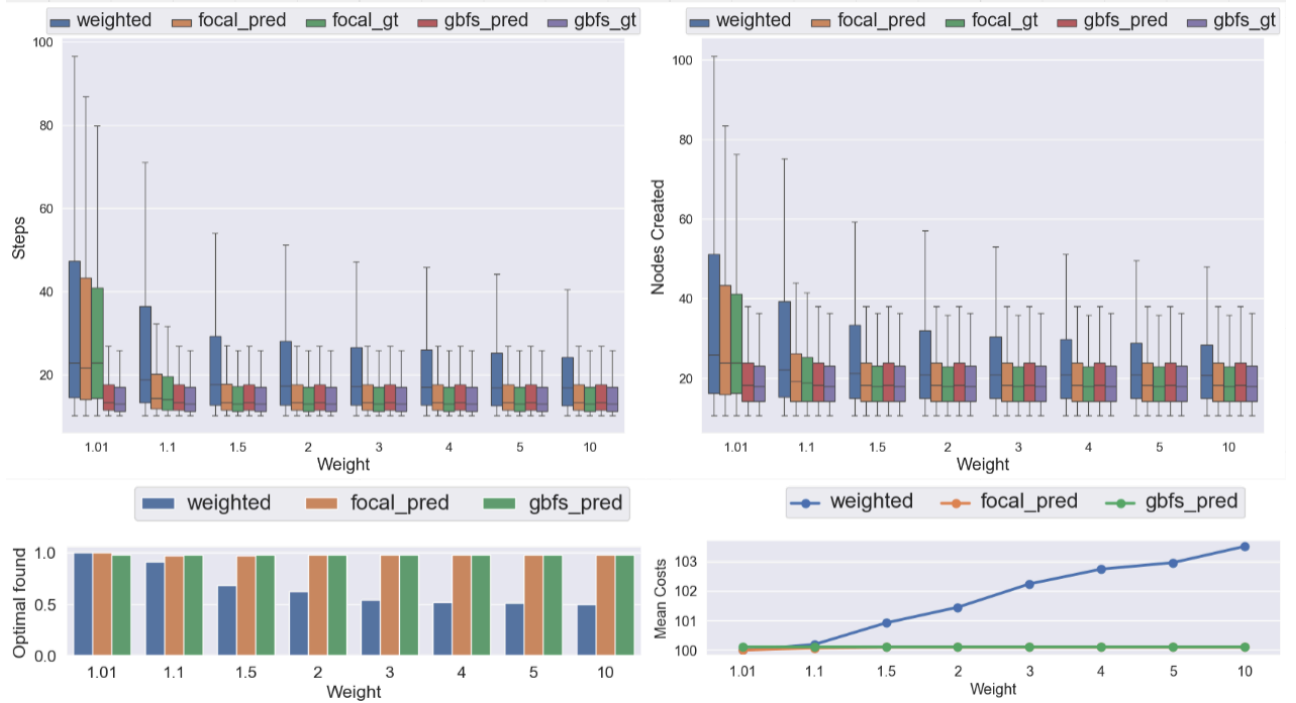 weighted focal_pred focal_gt gbfs_pred gbfs_gt
100
80
60
40
20
Steps
1.01 1.1 1.5 2 3 4 5 10
Weight
weighted focal_pred focal_gt gbfs_pred gbfs_gt
100
80
60
40
20
Nodes Created
1.01 1.1 1.5 2 3 4 5 10
Weight
weighted focal_pred gbfs_pred
1.0
0.5
0.0
Optimal found
1.01 1.1 1.5 2 3 4 5 10
Weight
weighted focal_pred gbfs_pred
103
102
101
100
Mean Costs
1.01 1.1 1.5 2 3 4 5 10
Weight